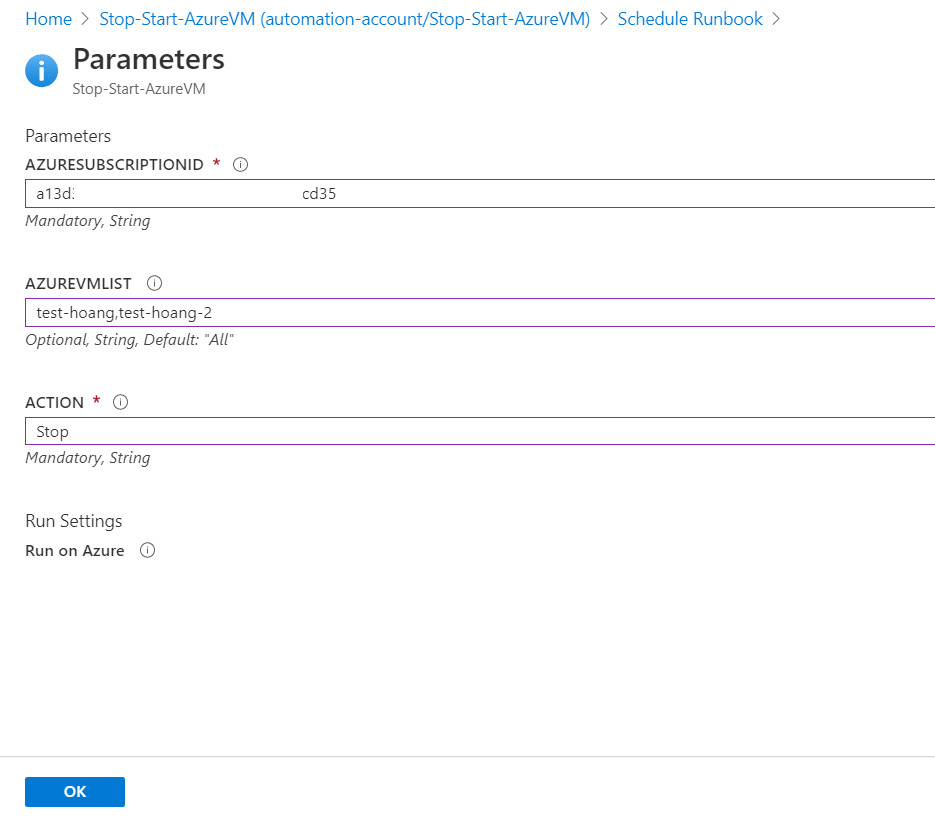 Home > Stop-Start-AzureVM (automation-account/Stop-Start-AzureVM) > Schedule Runbook >
Parameters
Stop-Start-AzureVM
Parameters
AZURESUBSCRIPTIONID *
a13d cd35
Mandatory, String
AZUREVMLIST
test-hoang,test-hoang-2
Optional, String, Default: "All"
ACTION *
Stop
Mandatory, String
Run Settings
Run on Azure
OK